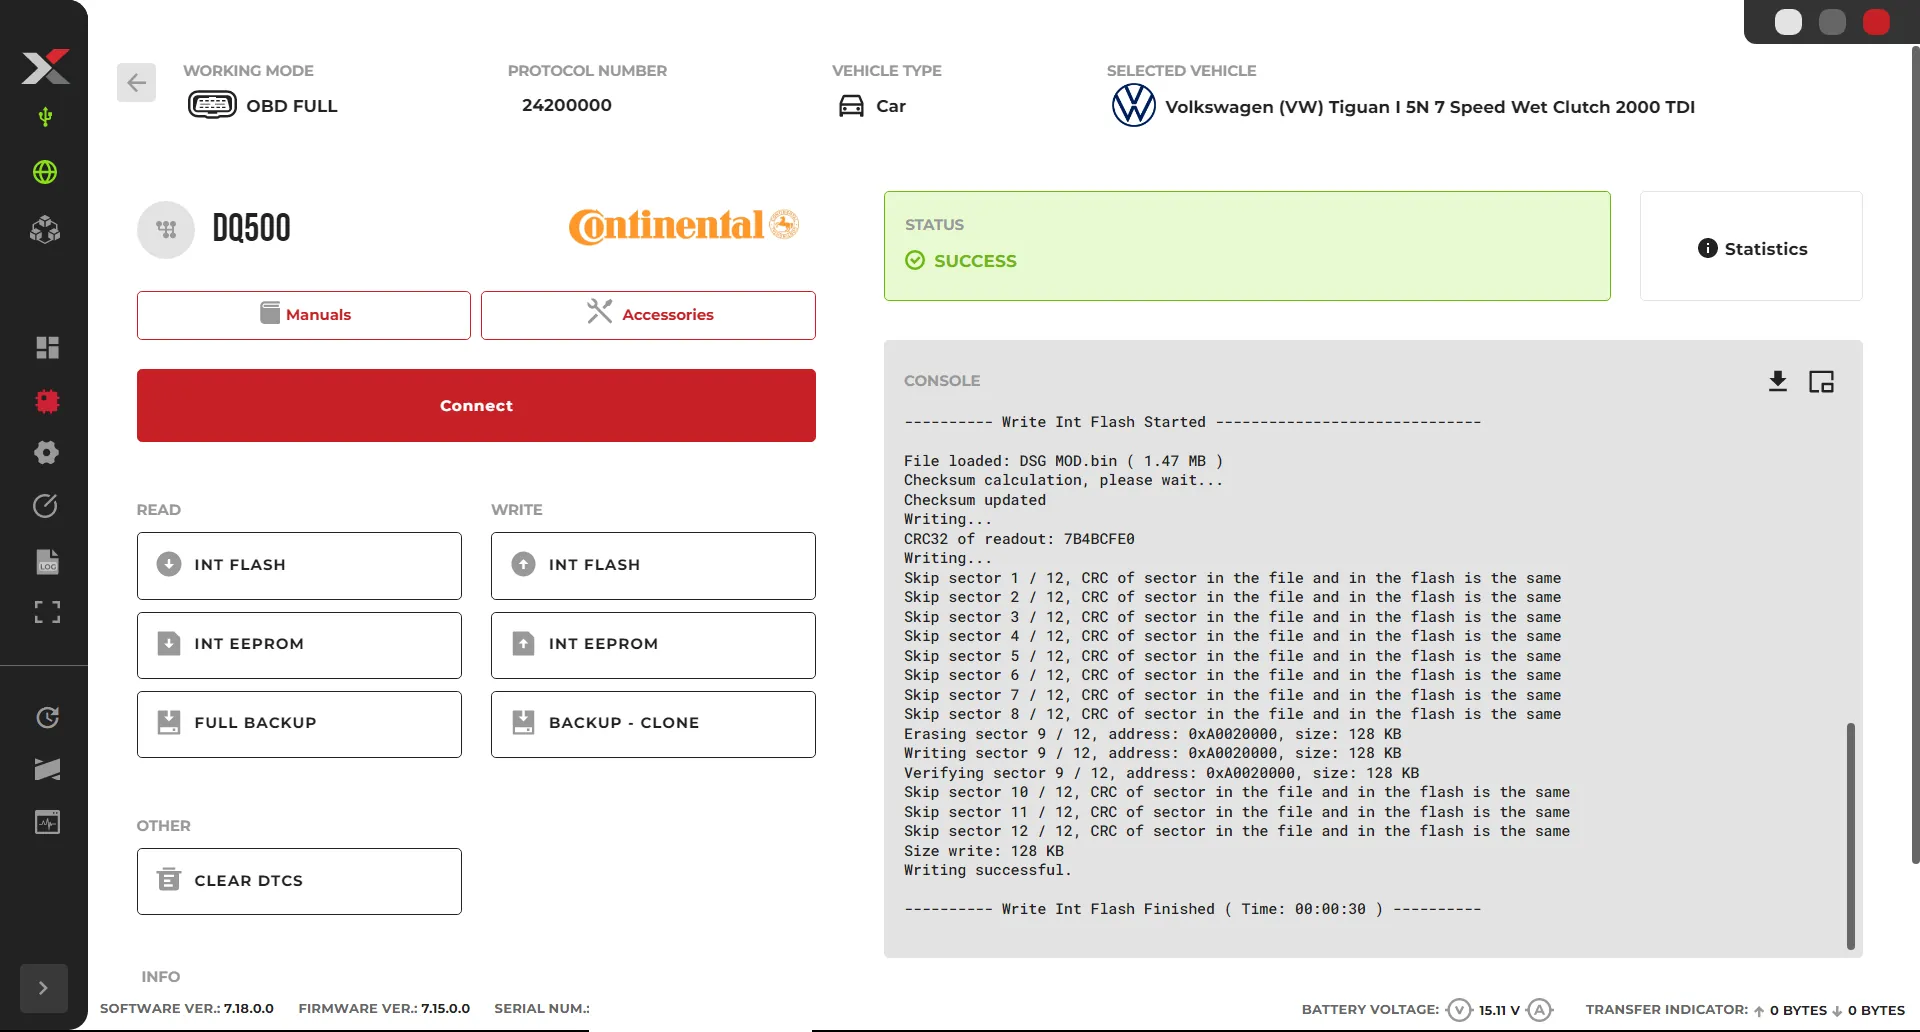 WORKING MODE
OBD FULL
PROTOCOL NUMBER
24200000
VEHICLE TYPE
Car
SELECTED VEHICLE
Volkswagen (VW) Tiguan I 5N 7 Speed Wet Clutch 2000 TDI
DQ500
Continental
Manuals
Accessories
Connect
READ
INT FLASH
INT EEPROM
FULL BACKUP
WRITE
INT FLASH
INT EEPROM
BACKUP - CLONE
OTHER
CLEAR DTCS
STATUS
SUCCESS
Statistics
CONSOLE
---------- Write Int Flash Started ------------------------------
File loaded: DSG MOD.bin ( 1.47 MB )
Checksum calculation, please wait...
Checksum updated
Writing...
CRC32 of readout: 7B4BCFE0
Writing...
Skip sector 1 / 12, CRC of sector in the file and in the flash is the same
Skip sector 2 / 12, CRC of sector in the file and in the flash is the same
Skip sector 3 / 12, CRC of sector in the file and in the flash is the same
Skip sector 4 / 12, CRC of sector in the file and in the flash is the same
Skip sector 5 / 12, CRC of sector in the file and in the flash is the same
Skip sector 6 / 12, CRC of sector in the file and in the flash is the same
Skip sector 7 / 12, CRC of sector in the file and in the flash is the same
Skip sector 8 / 12, CRC of sector in the file and in the flash is the same
Erasing sector 9 / 12, address: 0xA0020000, size: 128 KB
Writing sector 9 / 12, address: 0xA0020000, size: 128 KB
Verifying sector 9 / 12, address: 0xA0020000, size: 128 KB
Skip sector 10 / 12, CRC of sector in the file and in the flash is the same
Skip sector 11 / 12, CRC of sector in the file and in the flash is the same
Skip sector 12 / 12, CRC of sector in the file and in the flash is the same
Size write: 128 KB
Writing successful.
---------- Write Int Flash Finished ( Time: 00:00:30 ) ----------
LOG
INFO
SOFTWARE VER.: 7.18.0.0 FIRMWARE VER.: 7.15.0.0 SERIAL NUM.:
BATTERY VOLTAGE: V 15.11 V A TRANSFER INDICATOR: 0 BYTES 0 BYTES